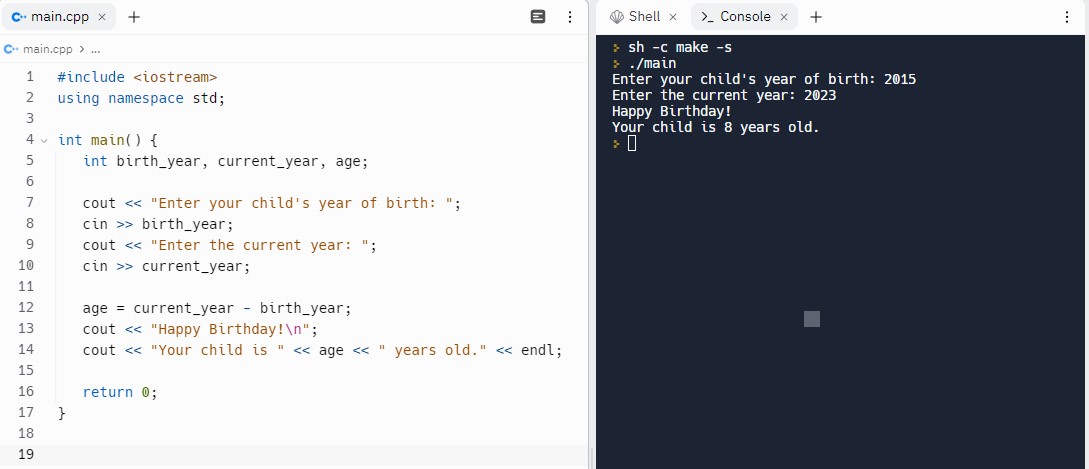 main.cpp × +
main.cpp > ...
1 #include <iostream>
2 using namespace std;
3
4 int main() {
5 int birth_year, current_year, age;
6
7 cout << "Enter your child's year of birth: ";
8 cin >> birth_year;
9 cout << "Enter the current year: ";
10 cin >> current_year;
11
12 age = current_year - birth_year;
13 cout << "Happy Birthday!\n";
14 cout << "Your child is " << age << " years old." << endl;
15
16 return 0;
17 }
18
19
Shell × >_ Console × +
sh -c make -s
./main
Enter your child's year of birth: 2015
Enter the current year: 2023
Happy Birthday!
Your child is 8 years old.